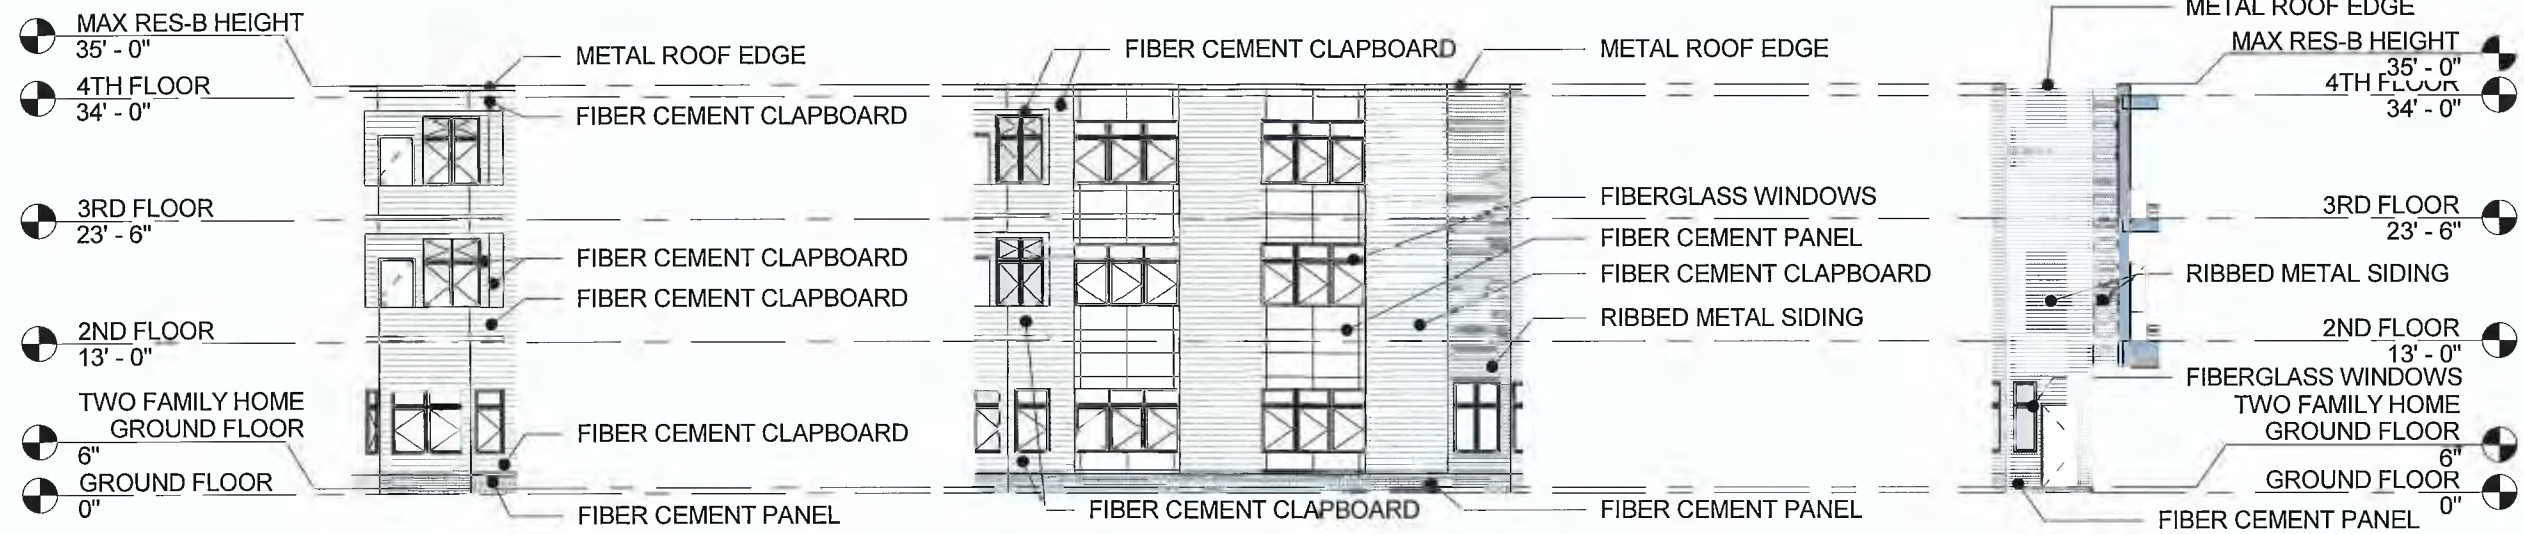 MAX RES-B HEIGHT
35' - 0"
4TH FLOOR
34' - 0"
3RD FLOOR
23' - 6"
2ND FLOOR
13' - 0"
TWO FAMILY HOME
GROUND FLOOR
6"
GROUND FLOOR
0"
METAL ROOF EDGE
FIBER CEMENT CLAPBOARD
FIBER CEMENT CLAPBOARD
FIBER CEMENT CLAPBOARD
FIBER CEMENT CLAPBOARD
FIBER CEMENT PANEL
FIBER CEMENT CLAPBOARD
FIBER CEMENT CLAPBOARD
METAL ROOF EDGE
FIBERGLASS WINDOWS
FIBER CEMENT PANEL
FIBER CEMENT CLAPBOARD
RIBBED METAL SIDING
FIBER CEMENT PANEL
METAL ROOF EDGE
MAX RES-B HEIGHT
35' - 0"
4TH FLOOR
34' - 0"
3RD FLOOR
23' - 6"
RIBBED METAL SIDING
2ND FLOOR
13' - 0"
FIBERGLASS WINDOWS
TWO FAMILY HOME
GROUND FLOOR
6"
GROUND FLOOR
0"
FIBER CEMENT PANEL